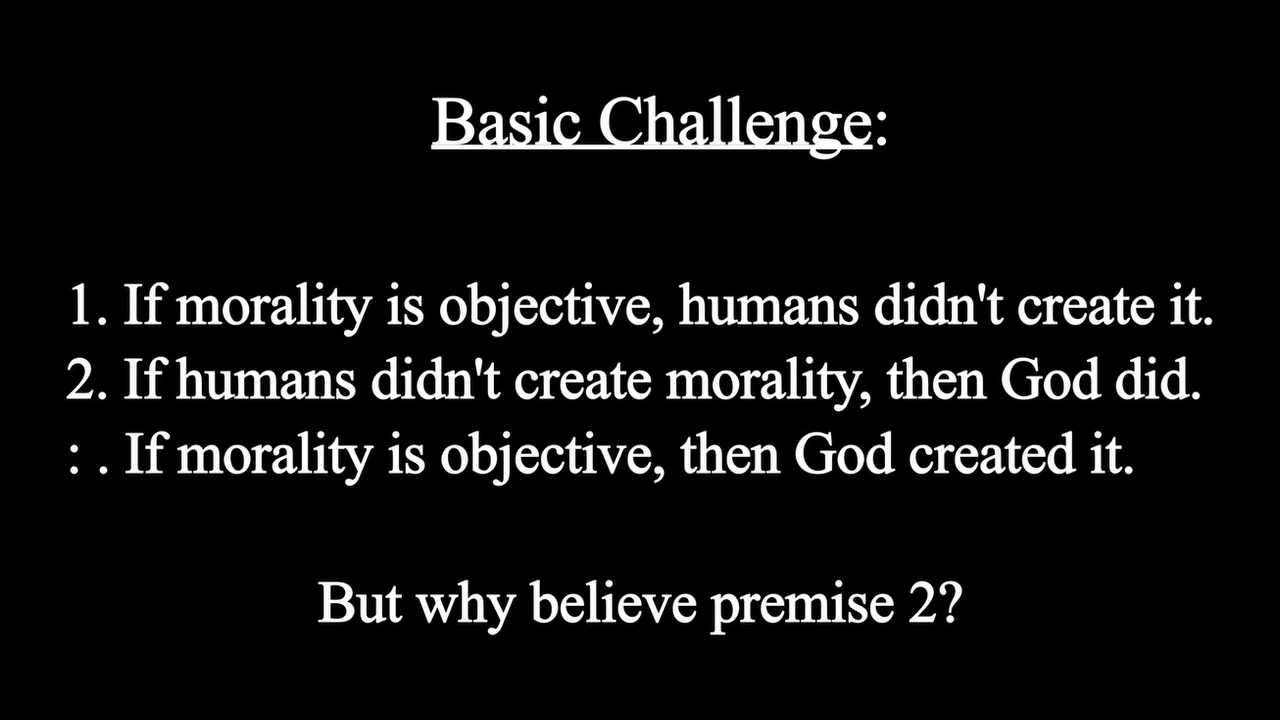 Basic Challenge:
1. If morality is objective, humans didn't create it.
2. If humans didn't create morality, then God did.
: . If morality is objective, then God created it.
But why believe premise 2?